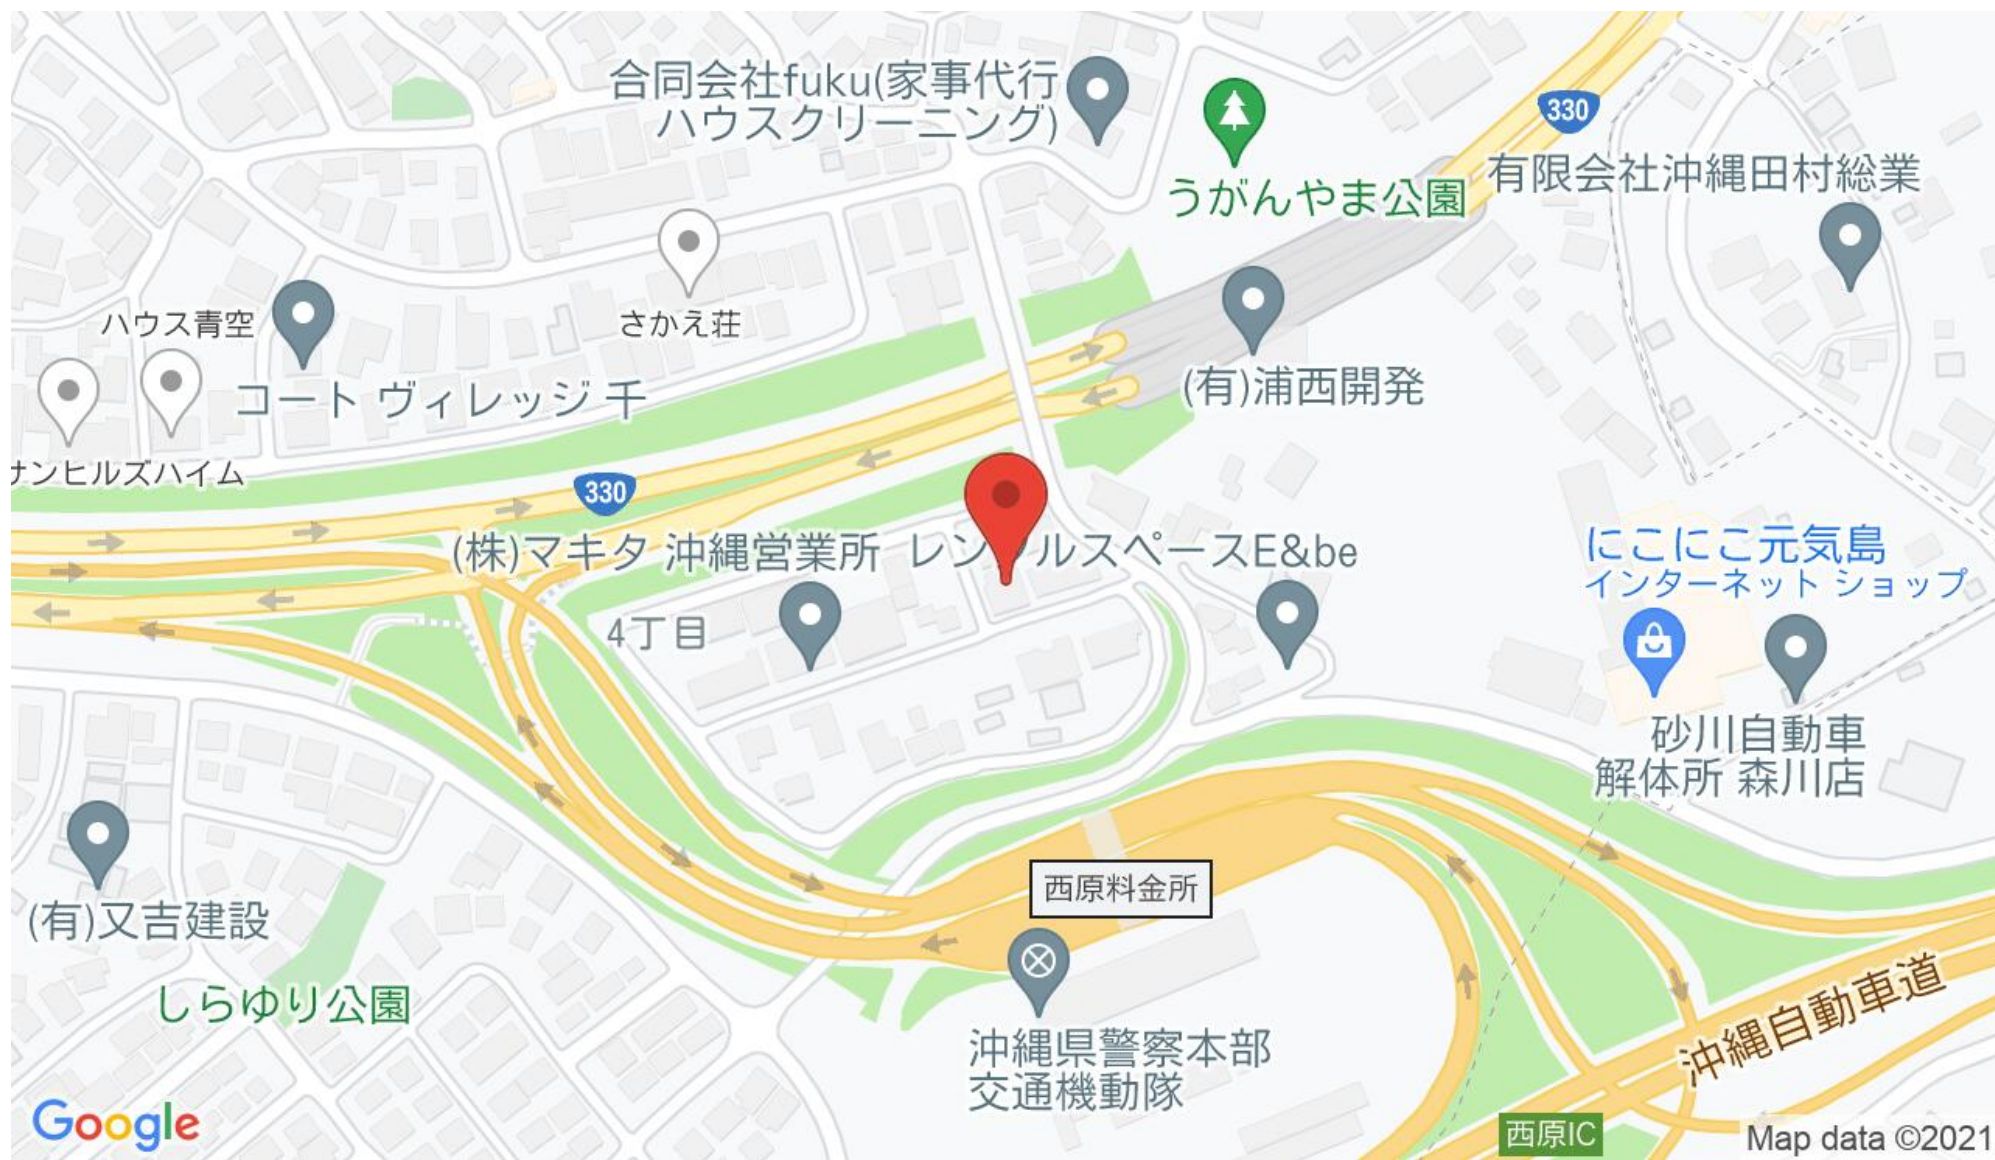 合同会社fuku(家事代行
ハウスクリーニング)
330
うがんやま公園
有限会社沖縄田村総業
ハウス青空
さかえ荘
コート ヴィレッジ 千
(有)浦西開発
サンヒルズハイム
330
(株)マキタ 沖縄営業所
レンタルスペースE&be
にこにこ元気島
インターネット ショップ
4丁目
砂川自動車
解体所 森川店
西原料金所
(有)又吉建設
しらゆり公園
沖縄自動車道
沖縄県警察本部
交通機動隊
Google
西原IC
Map data ©2021